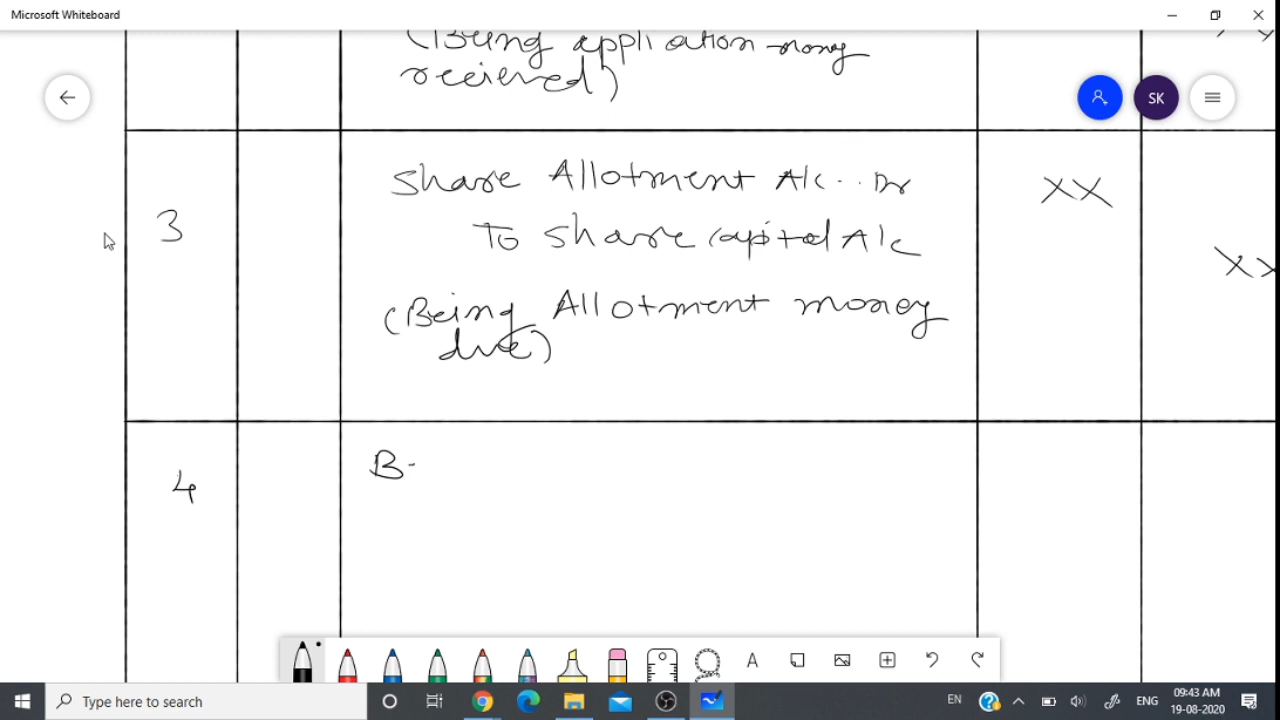 Microsoft Whiteboard
(Being application money
recieved)
SK
3
Share Allotment A/c.. Dr
XX
To share capital A/c
XX
(Being Allotment money
due)
4
B-
A
Type here to search
EN
ENG
09:43 AM
19-08-2020